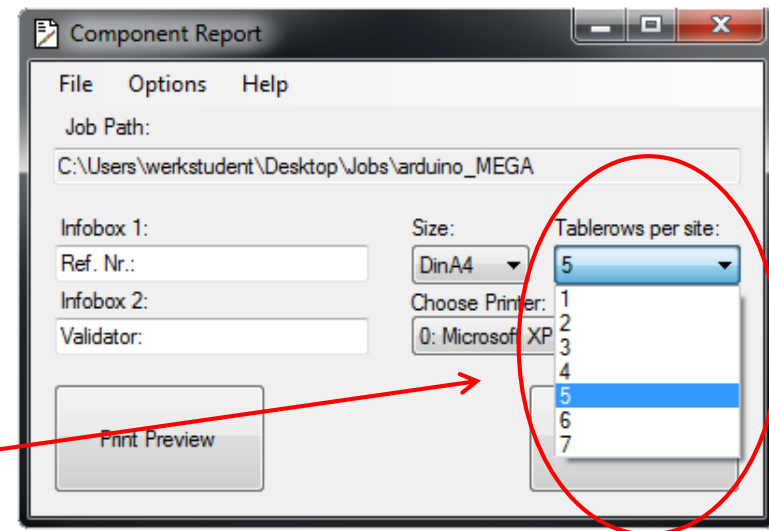 Component Report
File Options Help
Job Path:
C:\Users\werkstudent\Desktop\Jobs\arduino_MEGA
Infobox 1:
Size:
Tablerows per site:
Ref. Nr.:
DinA4
5
Infobox 2:
Choose Printer:
Validator:
0: Microsoft XP
1
2
3
4
5
6
7
Print Preview